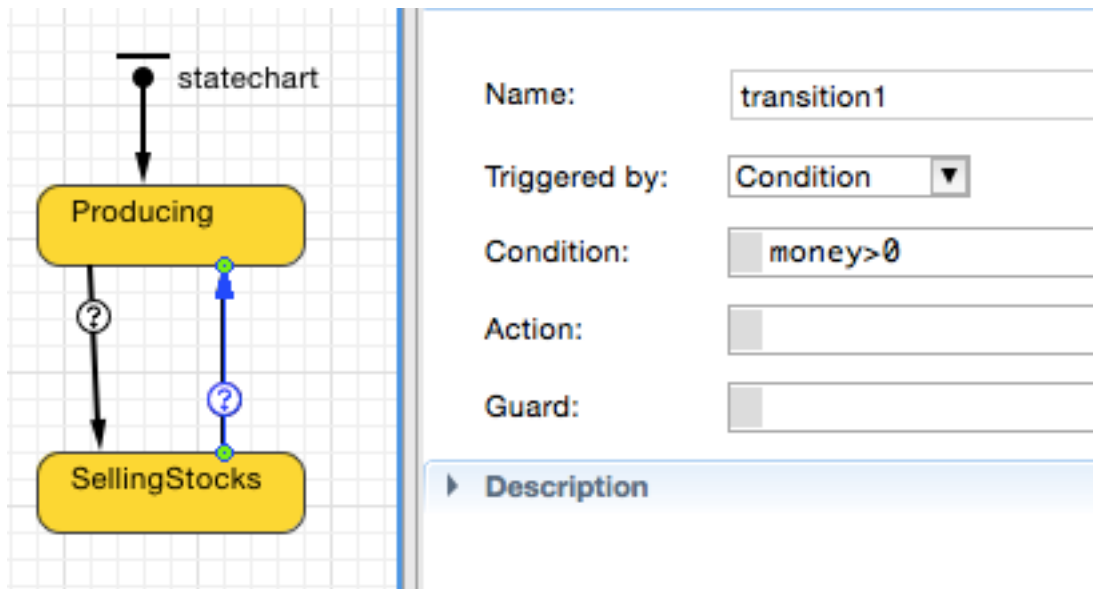 statechart
Producing
?
?
SellingStocks
Name: transition1
Triggered by: Condition
Condition: money>0
Action:
Guard:
Description